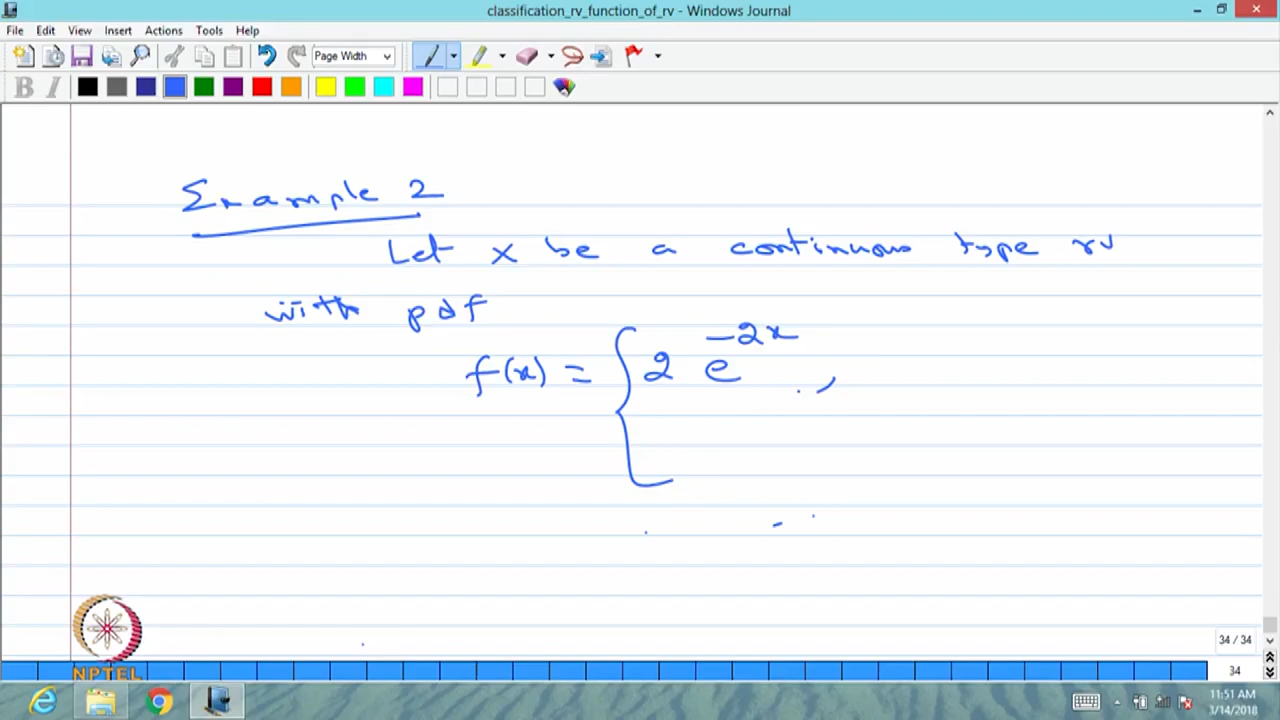 classification_rv_function_of_rv - Windows Journal
File Edit View Insert Actions Tools Help
Page Width
B I
Example 2
Let x be a continuous type rv
with pdf
f(x) = { 2 e^{-2x} ,
34 / 34
NPTEL
34
11:51 AM
3/14/2018